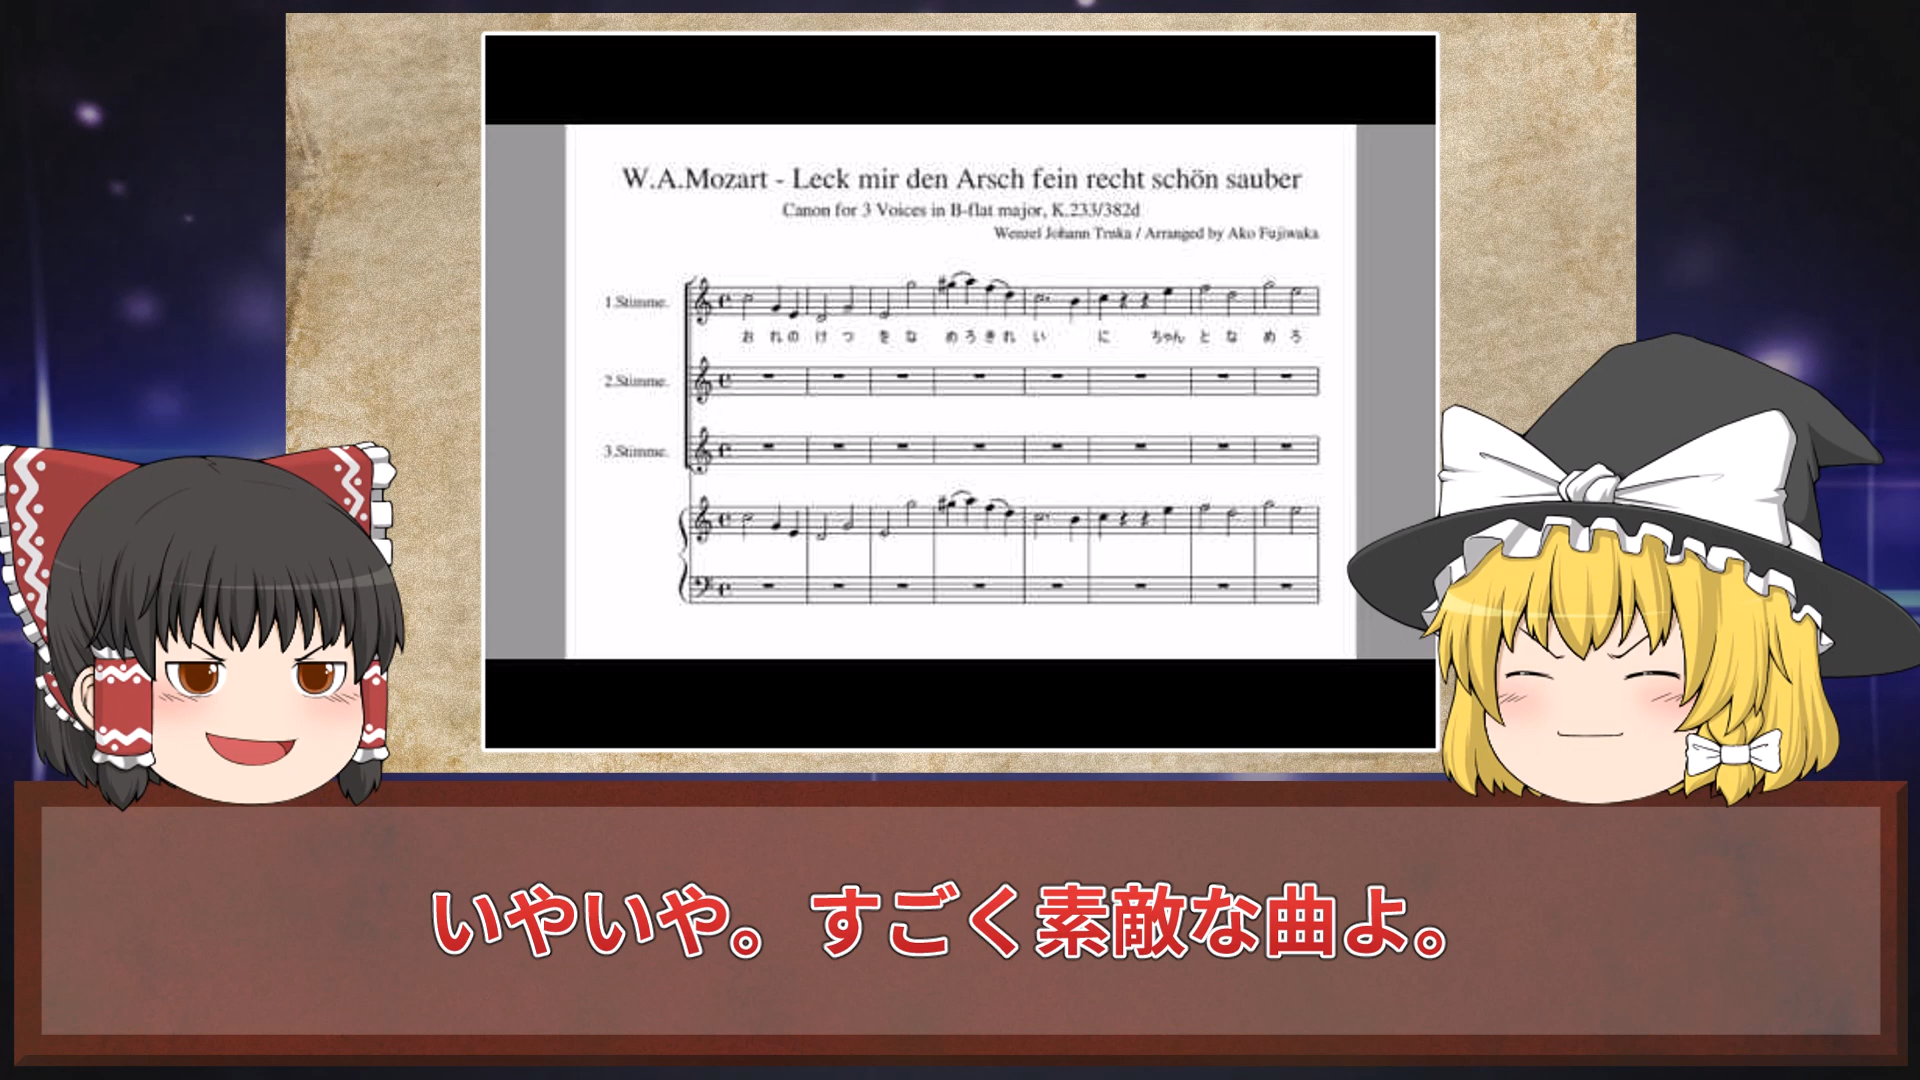 W.A.Mozart - Leck mir den Arsch fein recht schön sauber
Canon for 3 Voices in B-flat major, K.233/382d
Wenzel Johann Trnka / Arranged by Ako Fujiwaka
1.Stimme.
お れの け つ を な めろきれ い に ちゃん と な め ろ
2.Stimme.
3.Stimme.
いやいや。すごく素敵な曲よ。